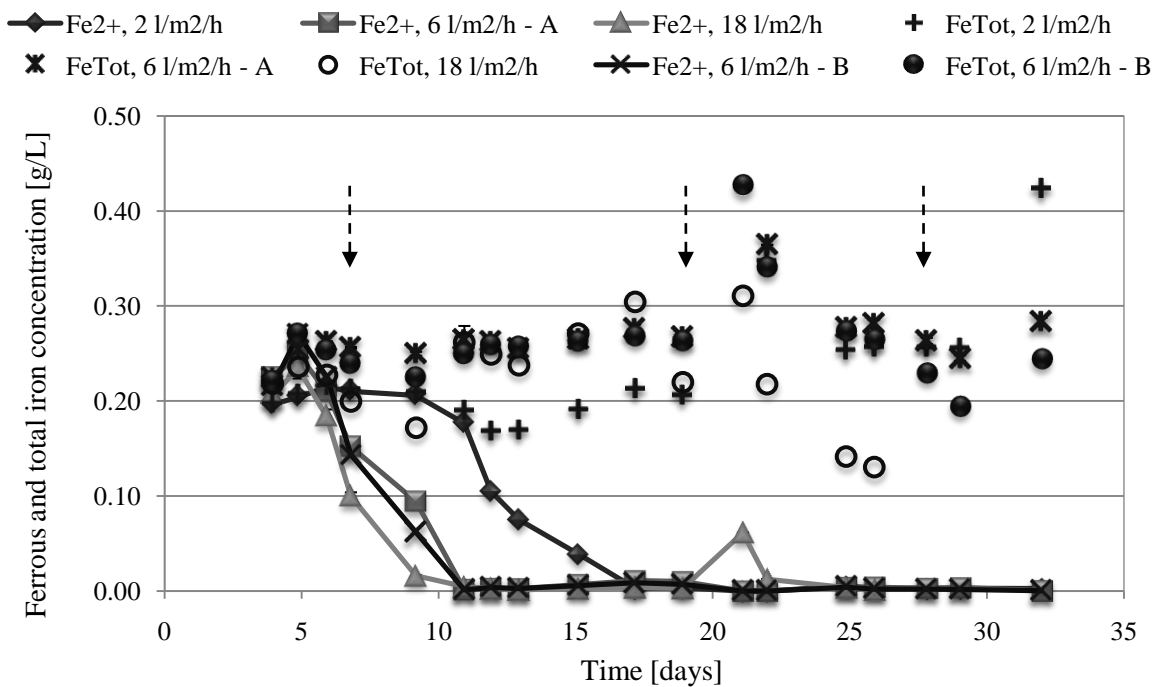 Fe2+, 2 l/m2/h Fe2+, 6 l/m2/h - A Fe2+, 18 l/m2/h FeTot, 2 l/m2/h
FeTot, 6 l/m2/h - A FeTot, 18 l/m2/h Fe2+, 6 l/m2/h - B FeTot, 6 l/m2/h - B
Ferrous and total iron concentration [g/L]
0.50
0.40
0.30
0.20
0.10
0.00
0 5 10 15 20 25 30 35
Time [days]